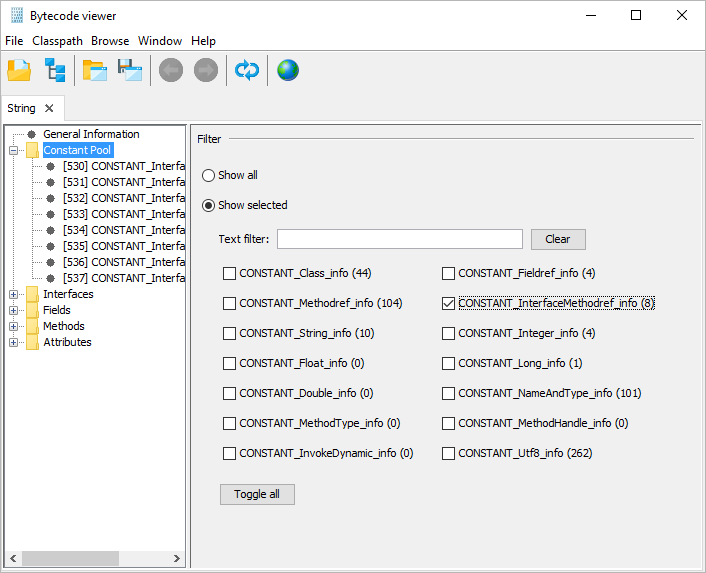 Bytecode viewer
File Classpath Browse Window Help
String
General Information
Constant Pool
[530] CONSTANT_Interfa
[531] CONSTANT_Interfa
[532] CONSTANT_Interfa
[533] CONSTANT_Interfa
[534] CONSTANT_Interfa
[535] CONSTANT_Interfa
[536] CONSTANT_Interfa
[537] CONSTANT_Interfa
Interfaces
Fields
Methods
Attributes
Filter
Show all
Show selected
Text filter: Clear
CONSTANT_Class_info (44) CONSTANT_Fieldref_info (4)
CONSTANT_Methodref_info (104) CONSTANT_InterfaceMethodref_info (8)
CONSTANT_String_info (10) CONSTANT_Integer_info (4)
CONSTANT_Float_info (0) CONSTANT_Long_info (1)
CONSTANT_Double_info (0) CONSTANT_NameAndType_info (101)
CONSTANT_MethodType_info (0) CONSTANT_MethodHandle_info (0)
CONSTANT_InvokeDynamic_info (0) CONSTANT_Utf8_info (262)
Toggle all